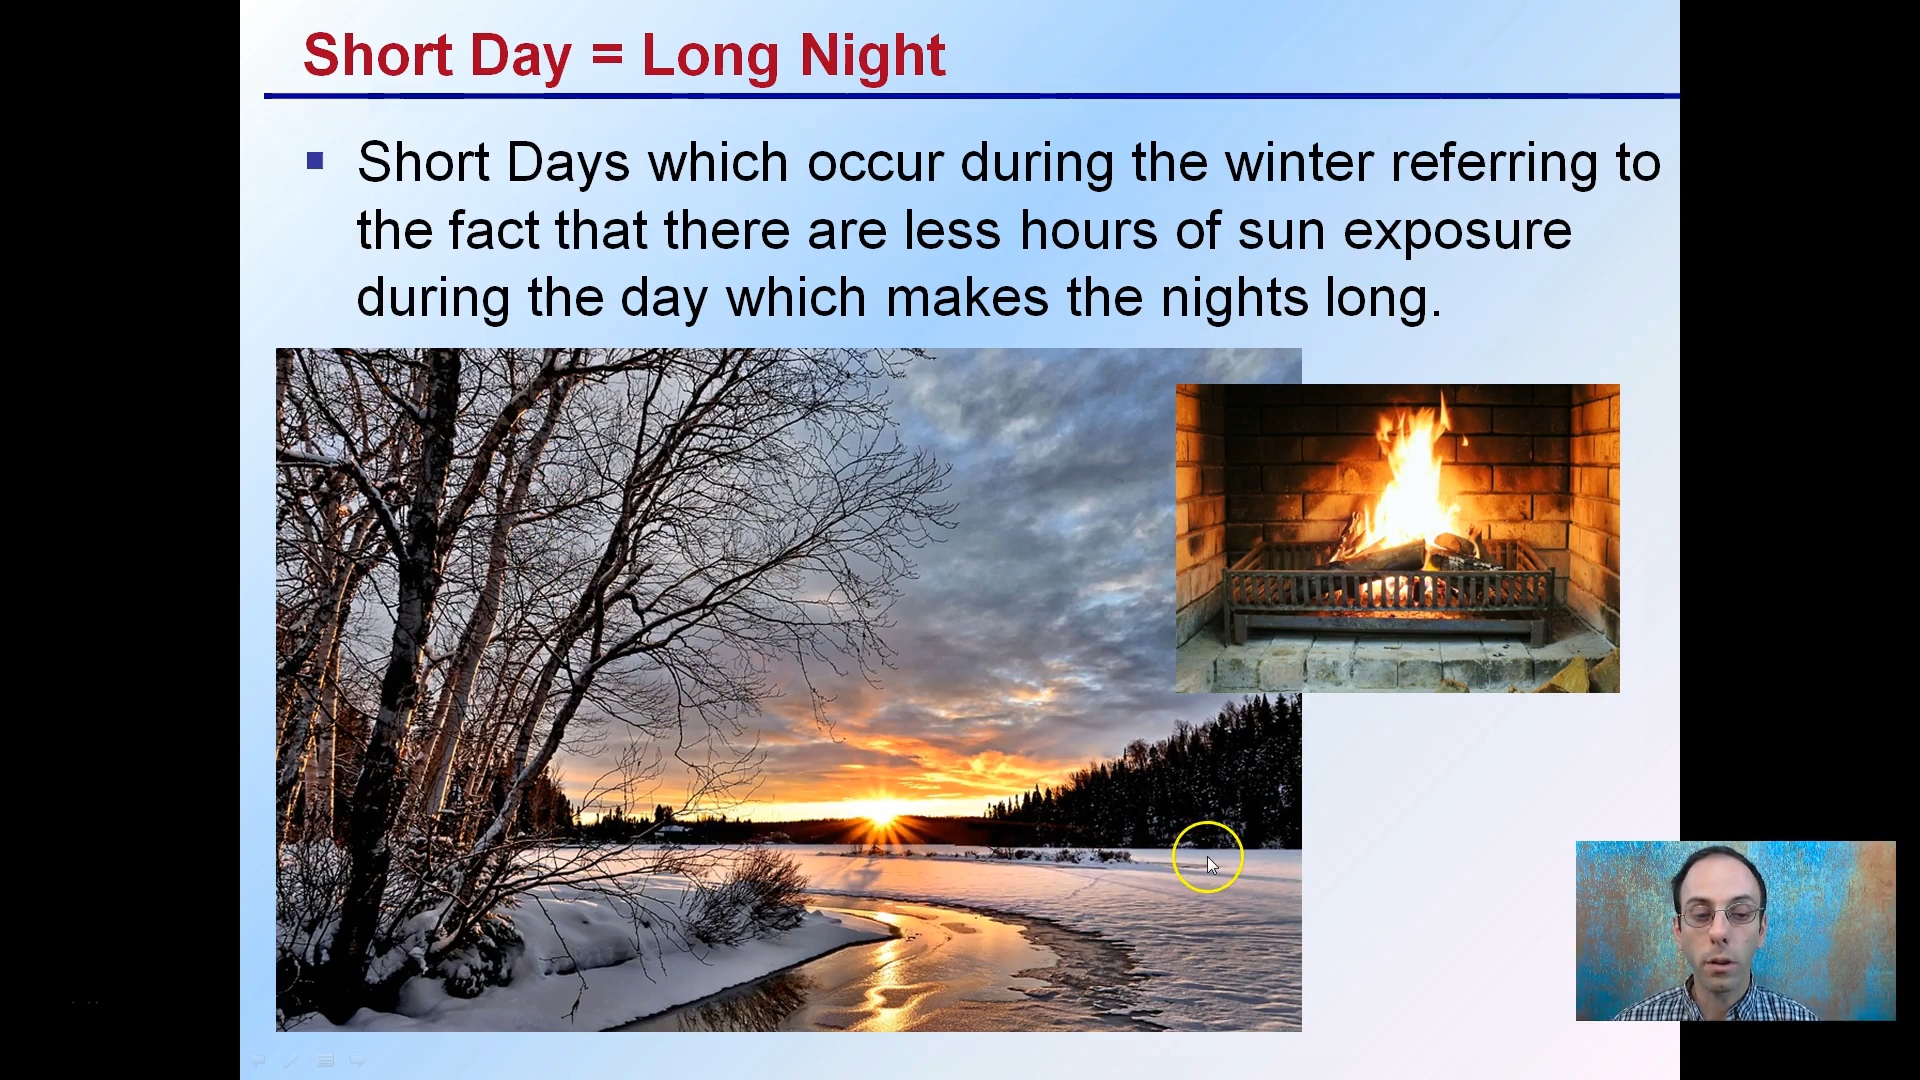 Short Day = Long Night
Short Days which occur during the winter referring to
the fact that there are less hours of sun exposure
during the day which makes the nights long.